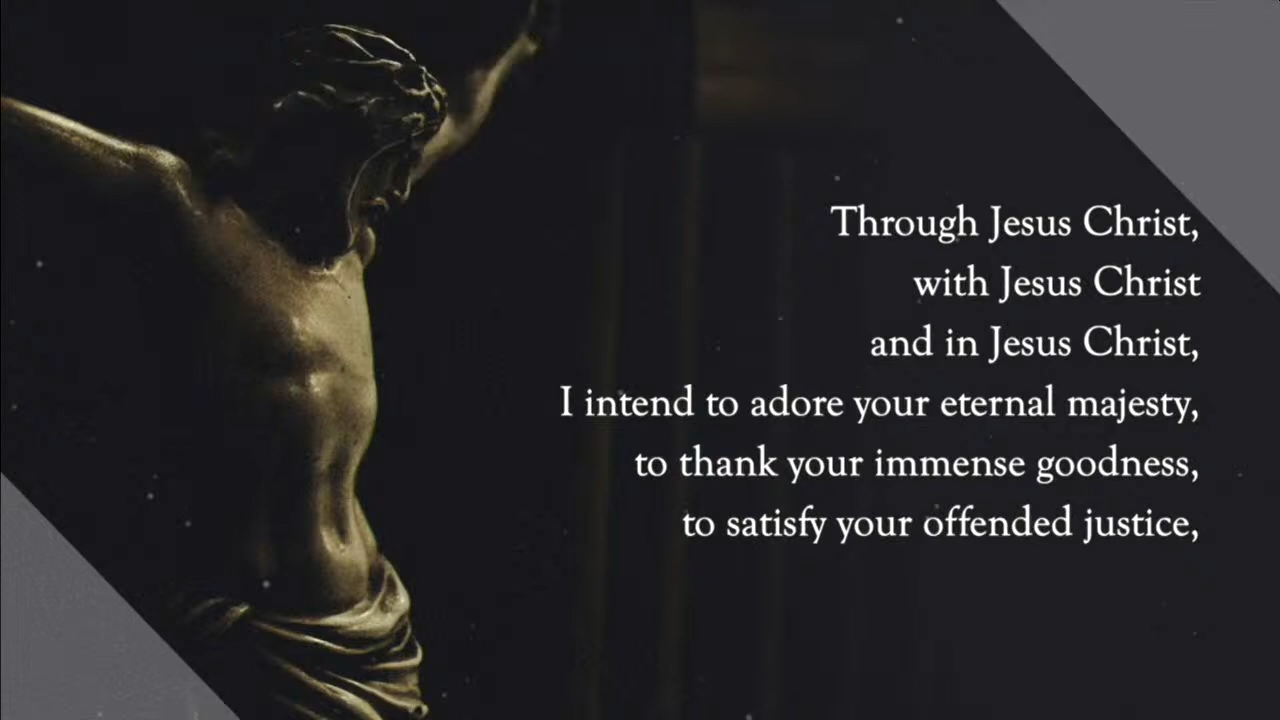 Through Jesus Christ,
with Jesus Christ
and in Jesus Christ,
I intend to adore your eternal majesty,
to thank your immense goodness,
to satisfy your offended justice,